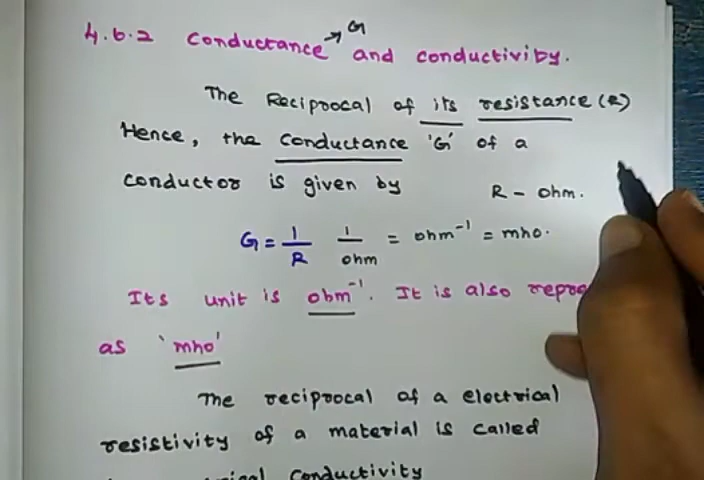 4.6.2 Conductance → G and conductivity.
The Reciprocal of its resistance (R)
Hence, the conductance 'G' of a
conductor is given by
R - ohm.
G = 1/R 1/ohm = ohm⁻¹ = mho.
Its unit is ohm⁻¹. It is also
as 'mho'
The reciprocal of a electrical
resistivity of a material is called
conductivity